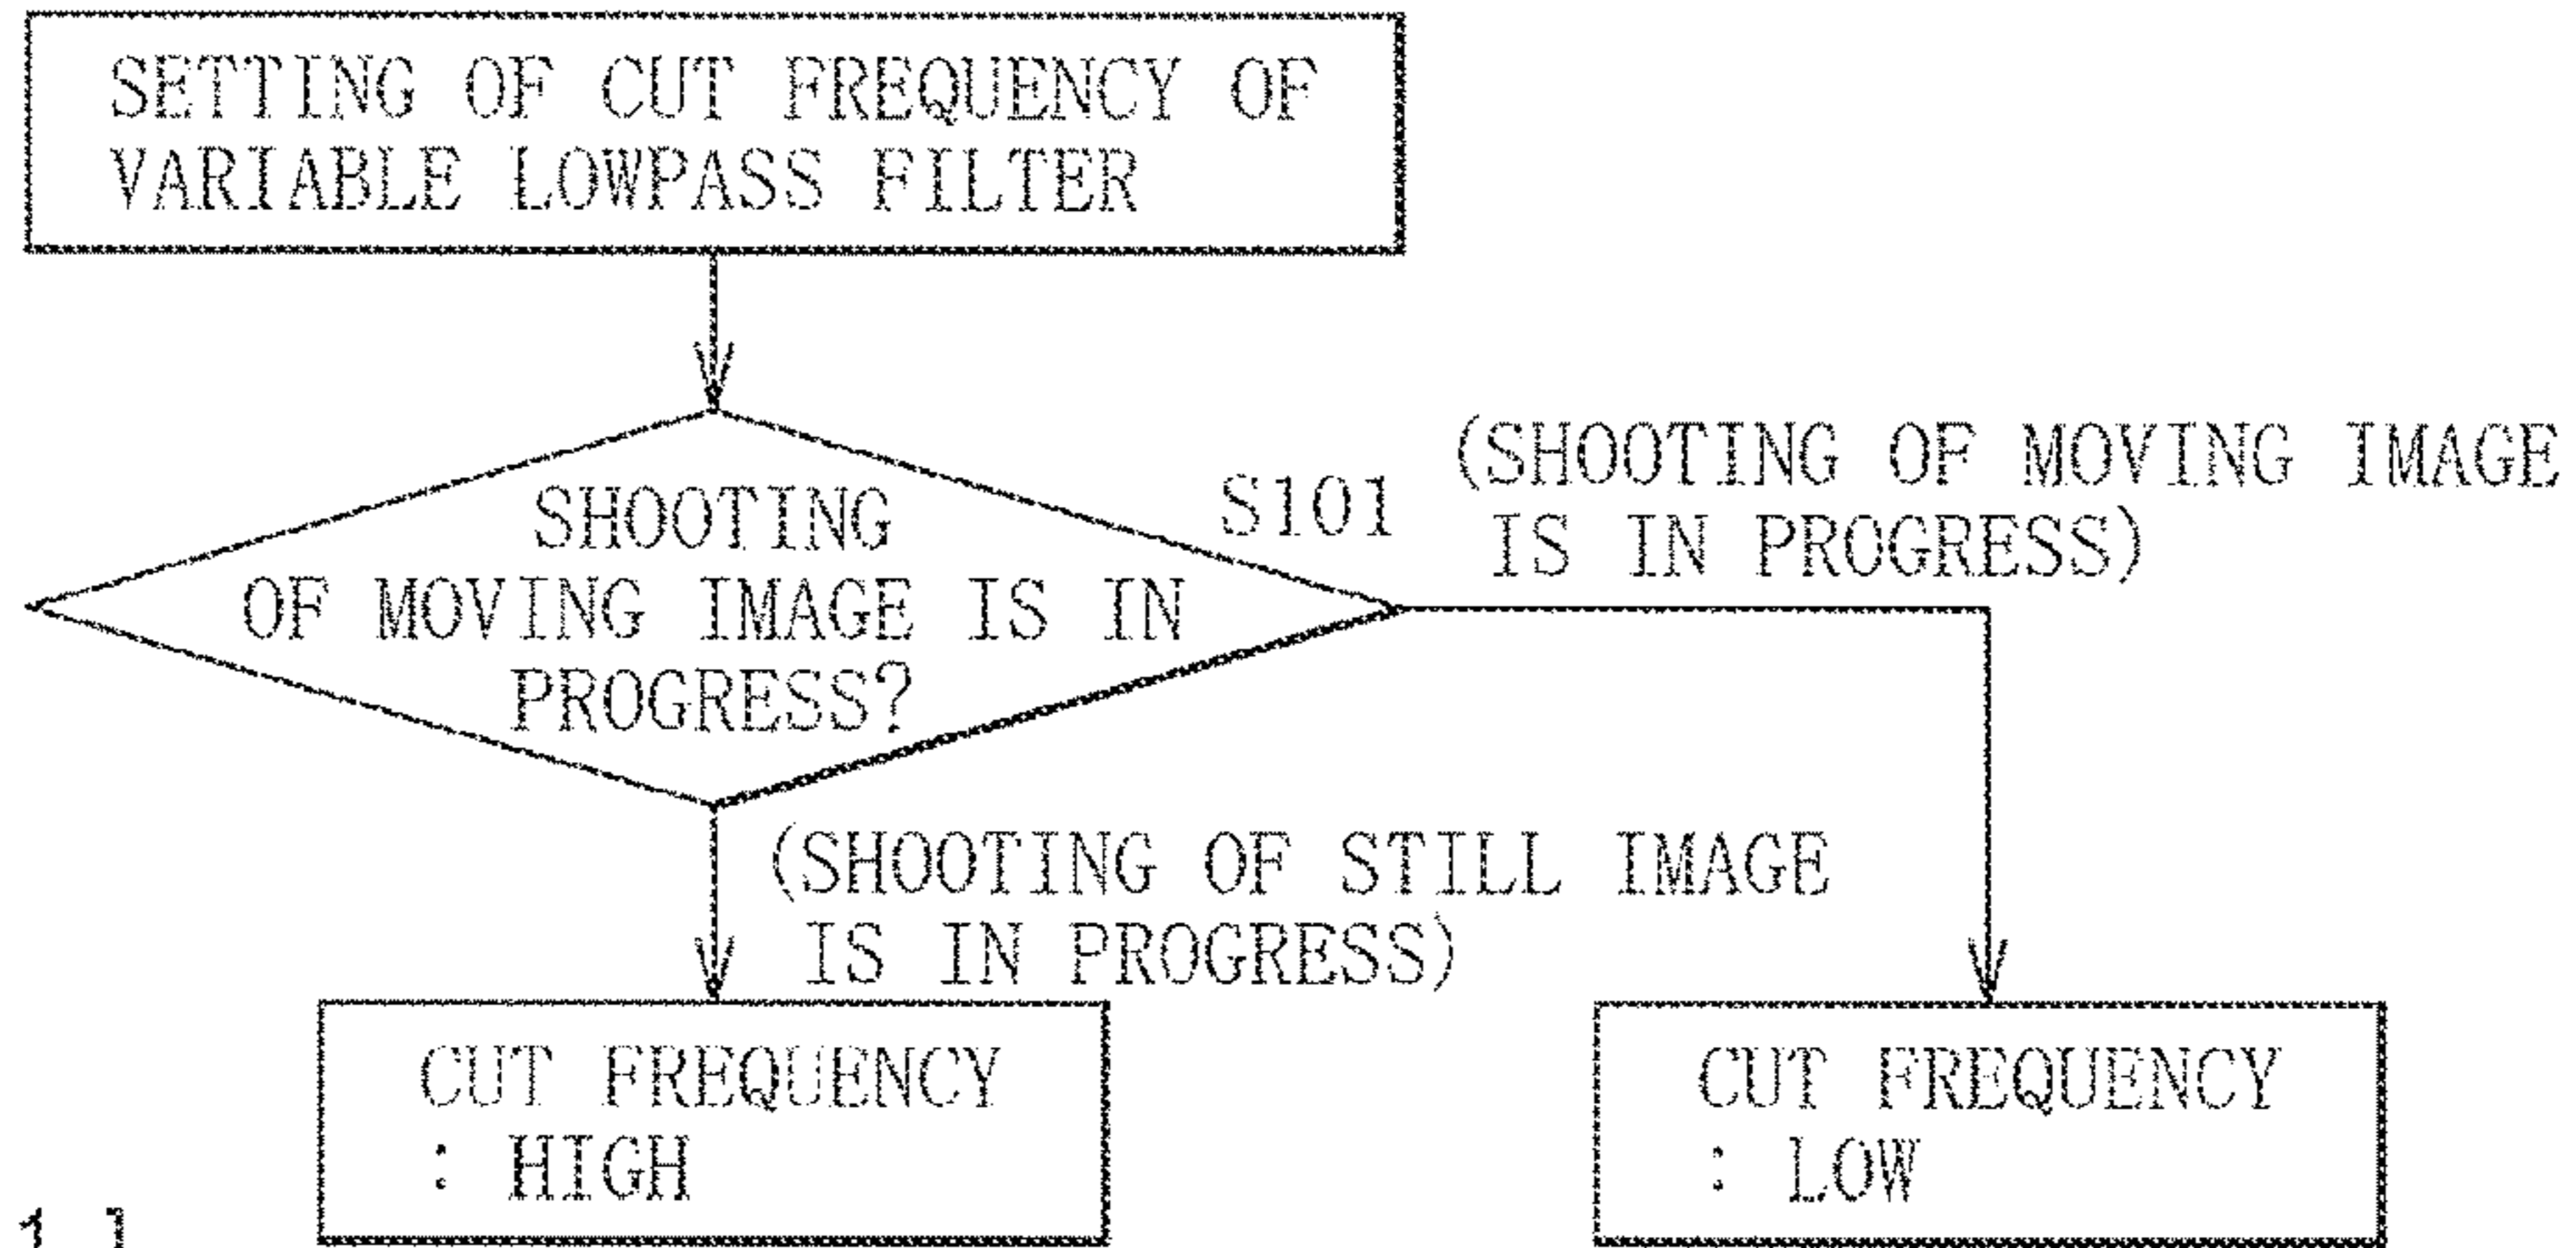 SETTING OF CUT FREQUENCY OF
VARIABLE LOWPASS FILTER
SHOOTING
OF MOVING IMAGE IS IN
PROGRESS?
S101
(SHOOTING OF MOVING IMAGE
IS IN PROGRESS)
(SHOOTING OF STILL IMAGE
IS IN PROGRESS)
CUT FREQUENCY
: HIGH
CUT FREQUENCY
: LOW
1 ]